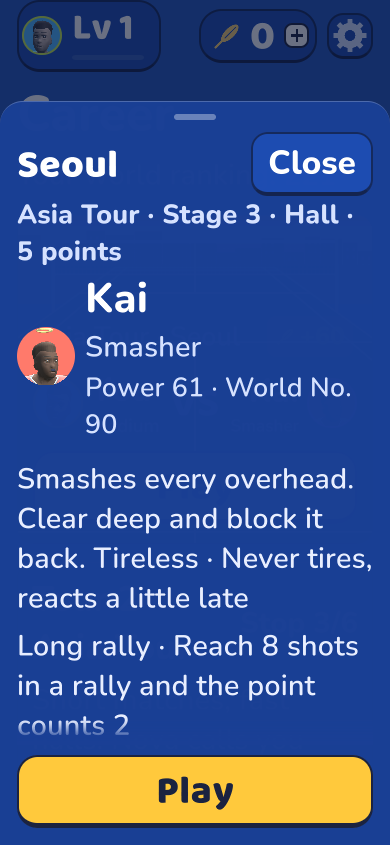 Lv 1
0
Career
Seoul
Close
Asia Tour · Stage 3 · Hall ·
5 points
Kai
Smasher
Power 61 · World No.
90
Smashes every overhead.
Clear deep and block it
back. Tireless · Never tires,
reacts a little late
Long rally · Reach 8 shots
in a rally and the point
counts 2
Play